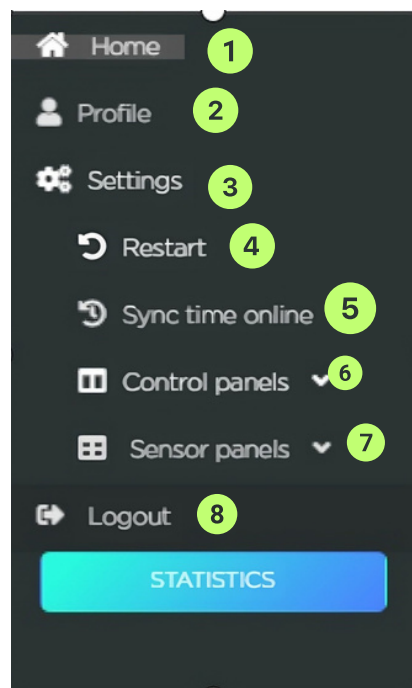 Home 1
Profile 2
Settings 3
Restart 4
Sync time online 5
Control panels 6
Sensor panels 7
Logout 8
STATISTICS